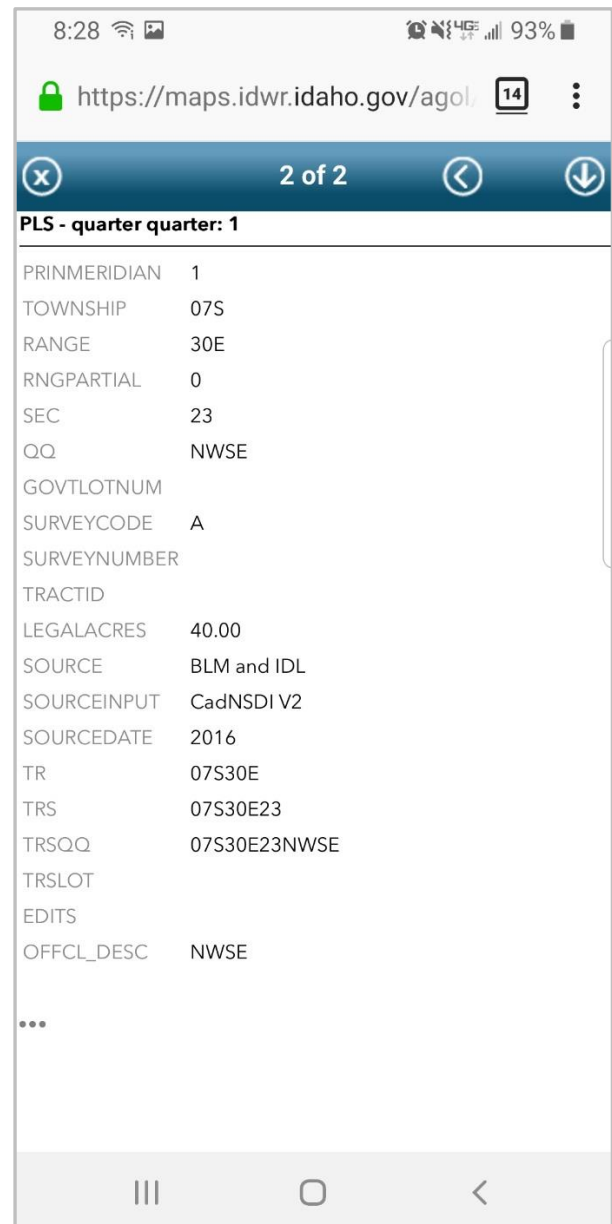 8:28 4G 93%
https://maps.idwr.idaho.gov/agol/ 14
2 of 2
PLS - quarter quarter: 1
PRINMERIDIAN 1
TOWNSHIP 07S
RANGE 30E
RNGPARTIAL 0
SEC 23
QQ NWSE
GOVTLOTNUM
SURVEYCODE A
SURVEYNUMBER
TRACTID
LEGALACRES 40.00
SOURCE BLM and IDL
SOURCEINPUT CadNSDI V2
SOURCEDATE 2016
TR 07S30E
TRS 07S30E23
TRSQQ 07S30E23NWSE
TRSLOT
EDITS
OFFCL_DESC NWSE
•••